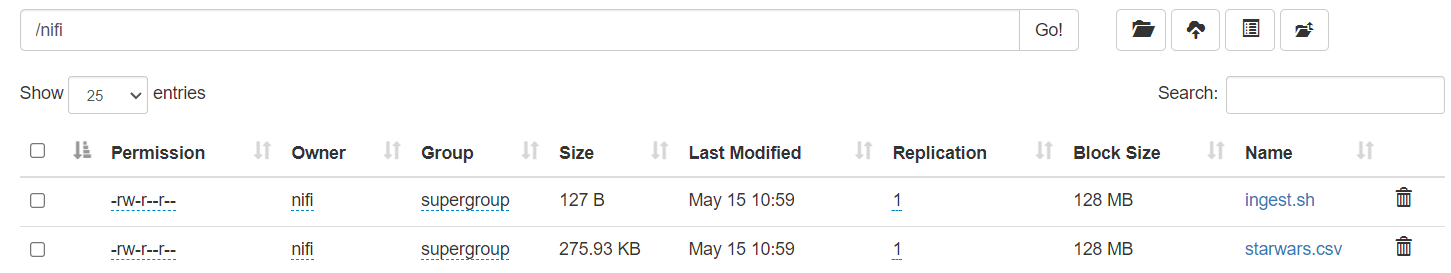 /nifi Go!
Show 25 entries Search:
Permission Owner Group Size Last Modified Replication Block Size Name
-rw-r--r-- nifi supergroup 127 B May 15 10:59 1 128 MB ingest.sh
-rw-r--r-- nifi supergroup 275.93 KB May 15 10:59 1 128 MB starwars.csv